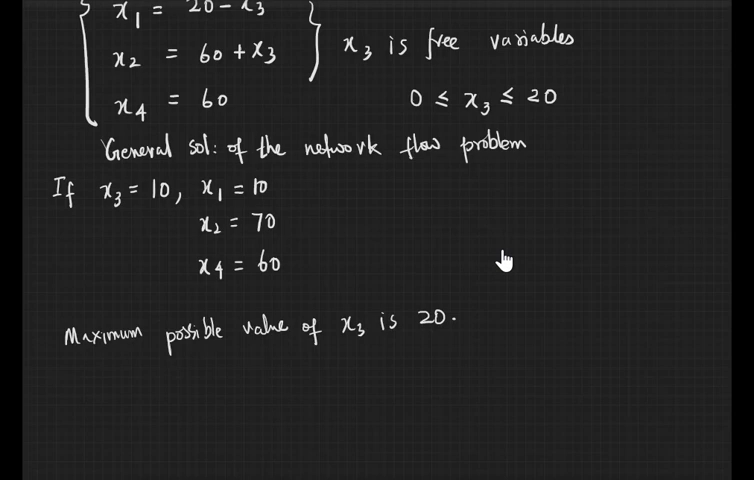 x₁ = 20 - x₃
x₂ = 60 + x₃ x₃ is free variables
x₄ = 60 0 ≤ x₃ ≤ 20
General sol: of the network flow problem
If x₃ = 10, x₁ = 10
x₂ = 70
x₄ = 60
Maximum possible value of x₃ is 20.